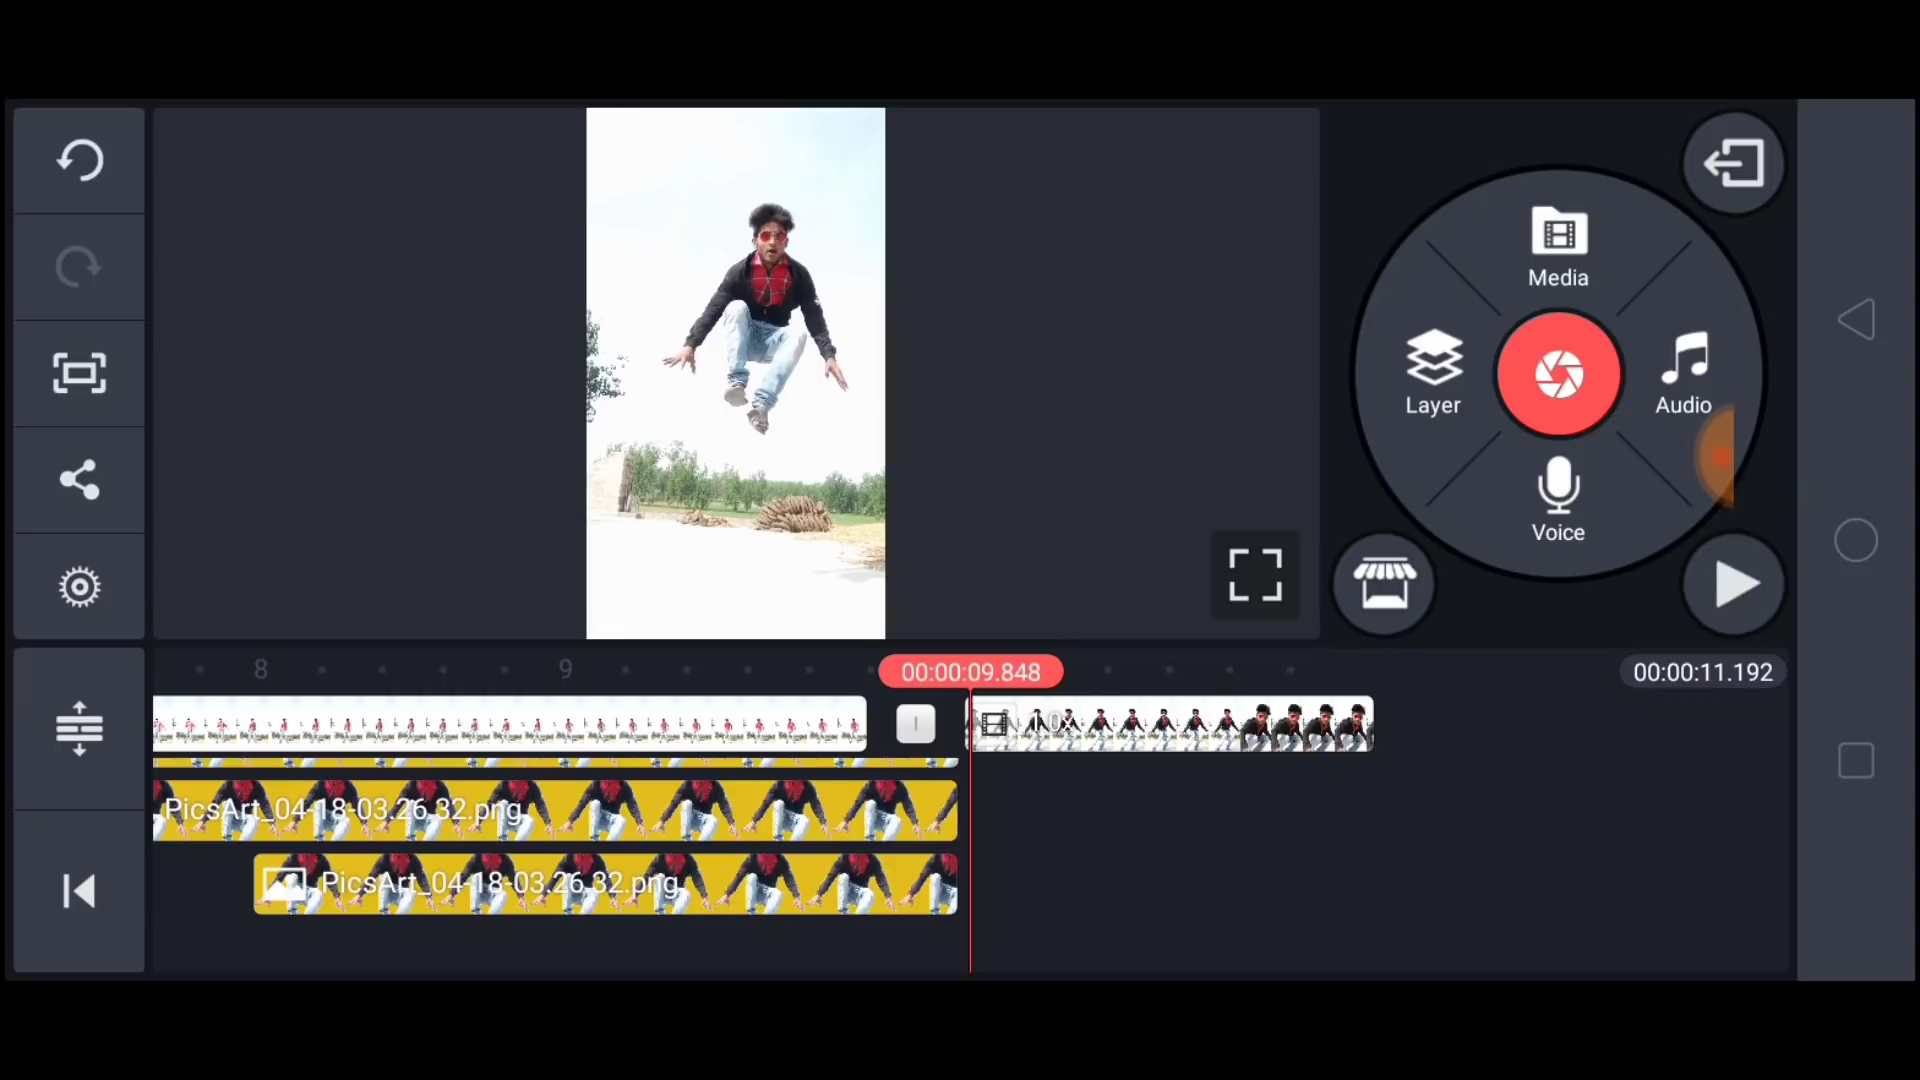 Media
Layer
Audio
Voice
8
9
00:00:09.848
00:00:11.192
PicsArt_04-18-03.26.32.png
PicsArt_04-18-03.26.32.png